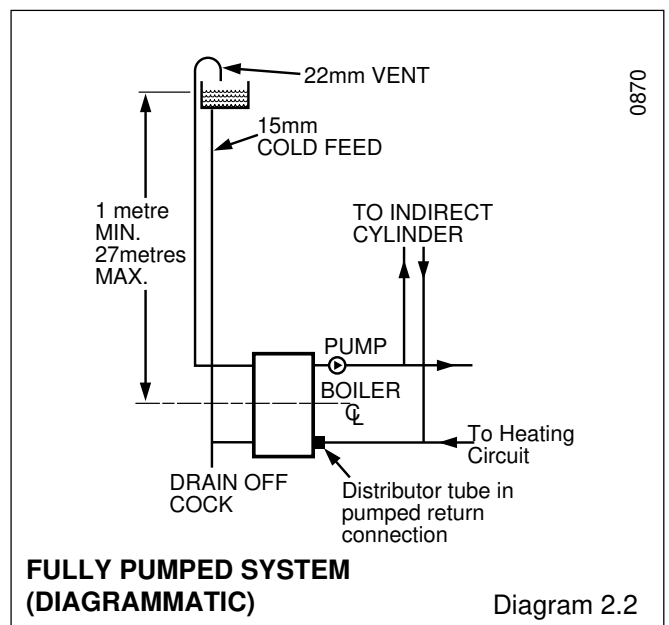 22mm VENT
0870
15mm
COLD FEED
1 metre
MIN.
27metres
MAX.
TO INDIRECT
CYLINDER
PUMP
BOILER
℄
To Heating
Circuit
DRAIN OFF
COCK
Distributor tube in
pumped return
connection
FULLY PUMPED SYSTEM
(DIAGRAMMATIC)
Diagram 2.2